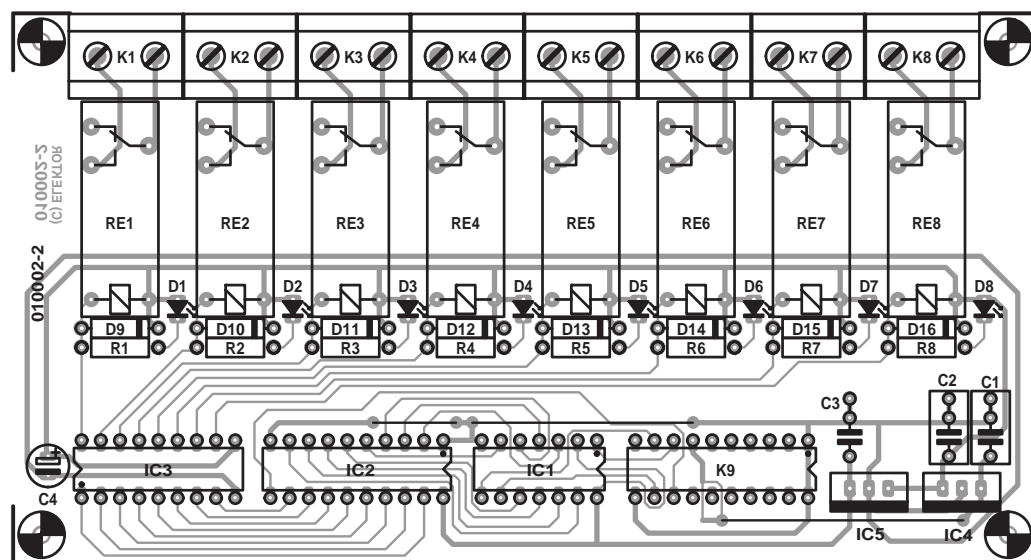 K1 K2 K3 K4 K5 K6 K7 K8
010002-2
(C) ELEKTOR
RE1 RE2 RE3 RE4 RE5 RE6 RE7 RE8
010002-2
D1 D2 D3 D4 D5 D6 D7 D8
D9 D10 D11 D12 D13 D14 D15 D16
R1 R2 R3 R4 R5 R6 R7 R8
C3 C2 C1
+
IC3 IC2 IC1 K9
C4
IC5 IC4